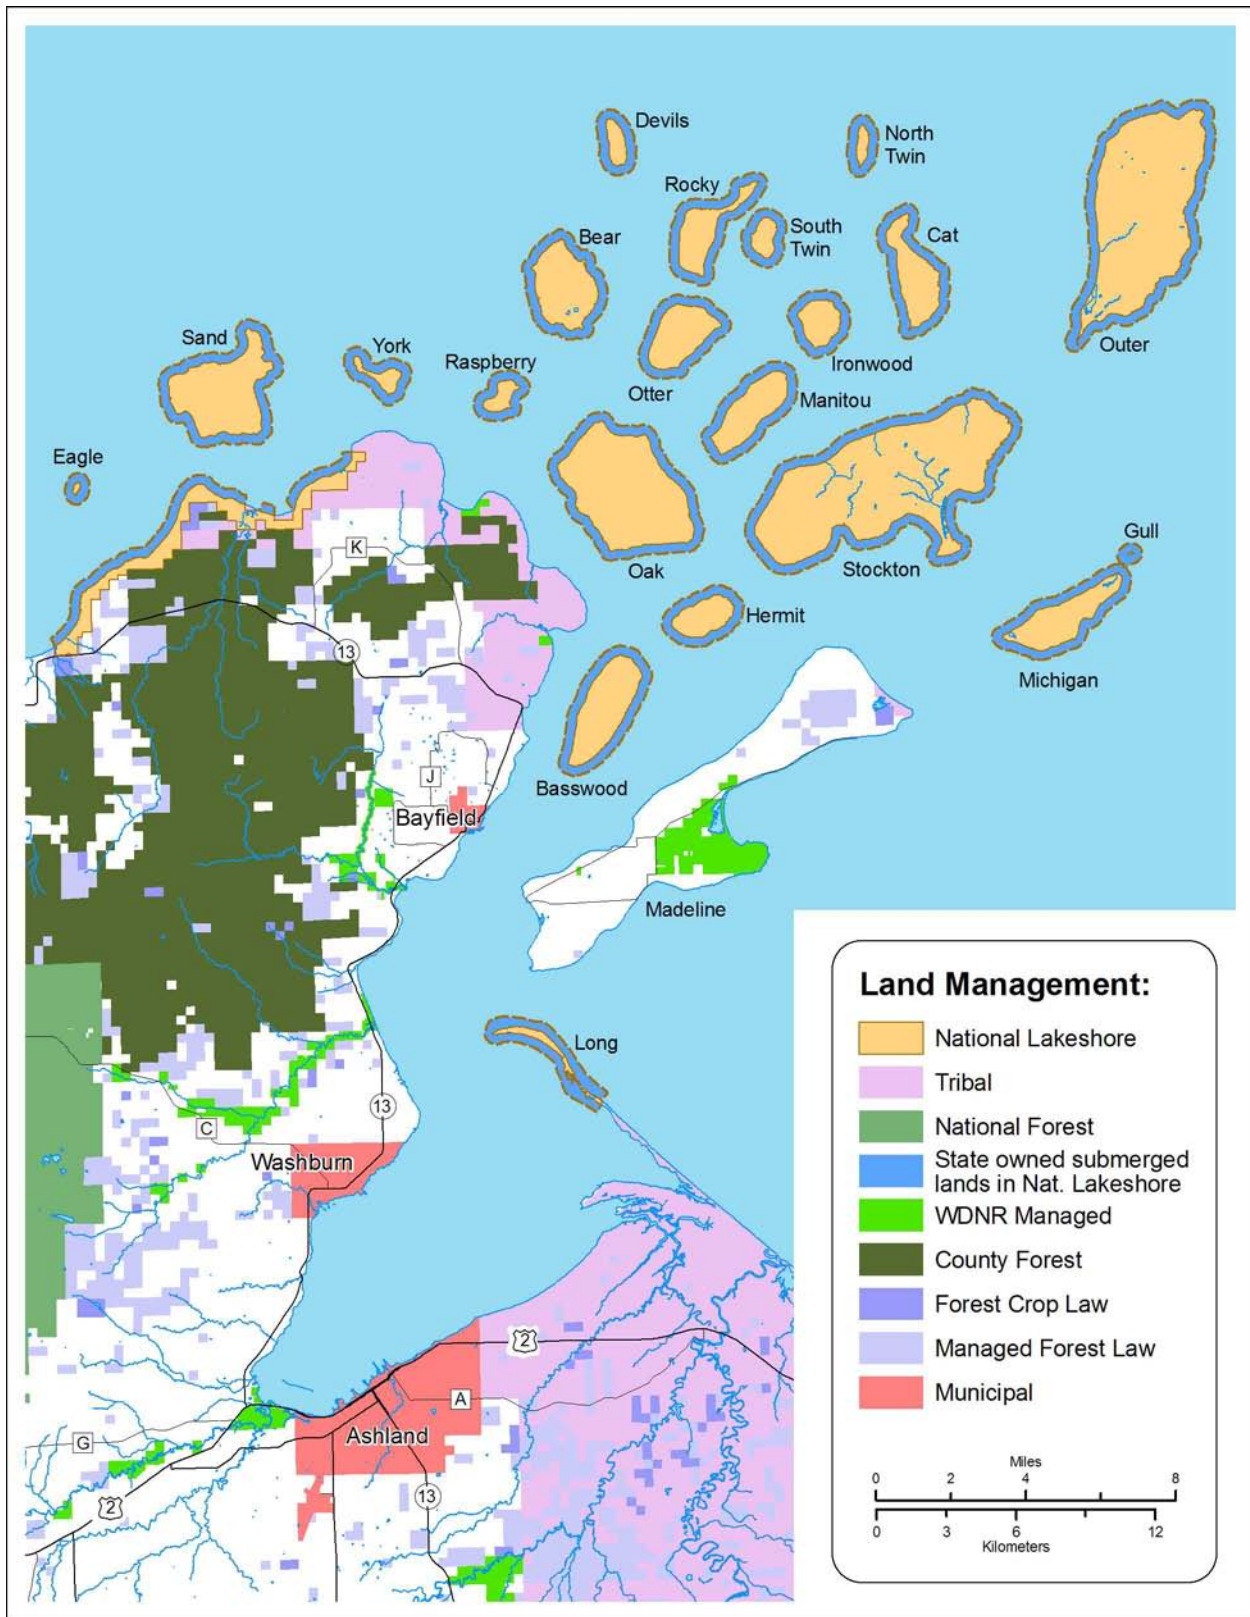 Devils
North
Twin
Rocky
South
Twin
Bear
Cat
Sand
York
Raspberry
Ironwood
Outer
Otter
Manitou
Eagle
K
Gull
Oak
Stockton
Hermit
13
Michigan
J
Basswood
Bayfield
Madeline
Long
13
C
Washburn
2
A
G
Ashland
13
2
Land Management:
National Lakeshore
Tribal
National Forest
State owned submerged
lands in Nat. Lakeshore
WDNR Managed
County Forest
Forest Crop Law
Managed Forest Law
Municipal
Miles
0 2 4 8
0 3 6 12
Kilometers